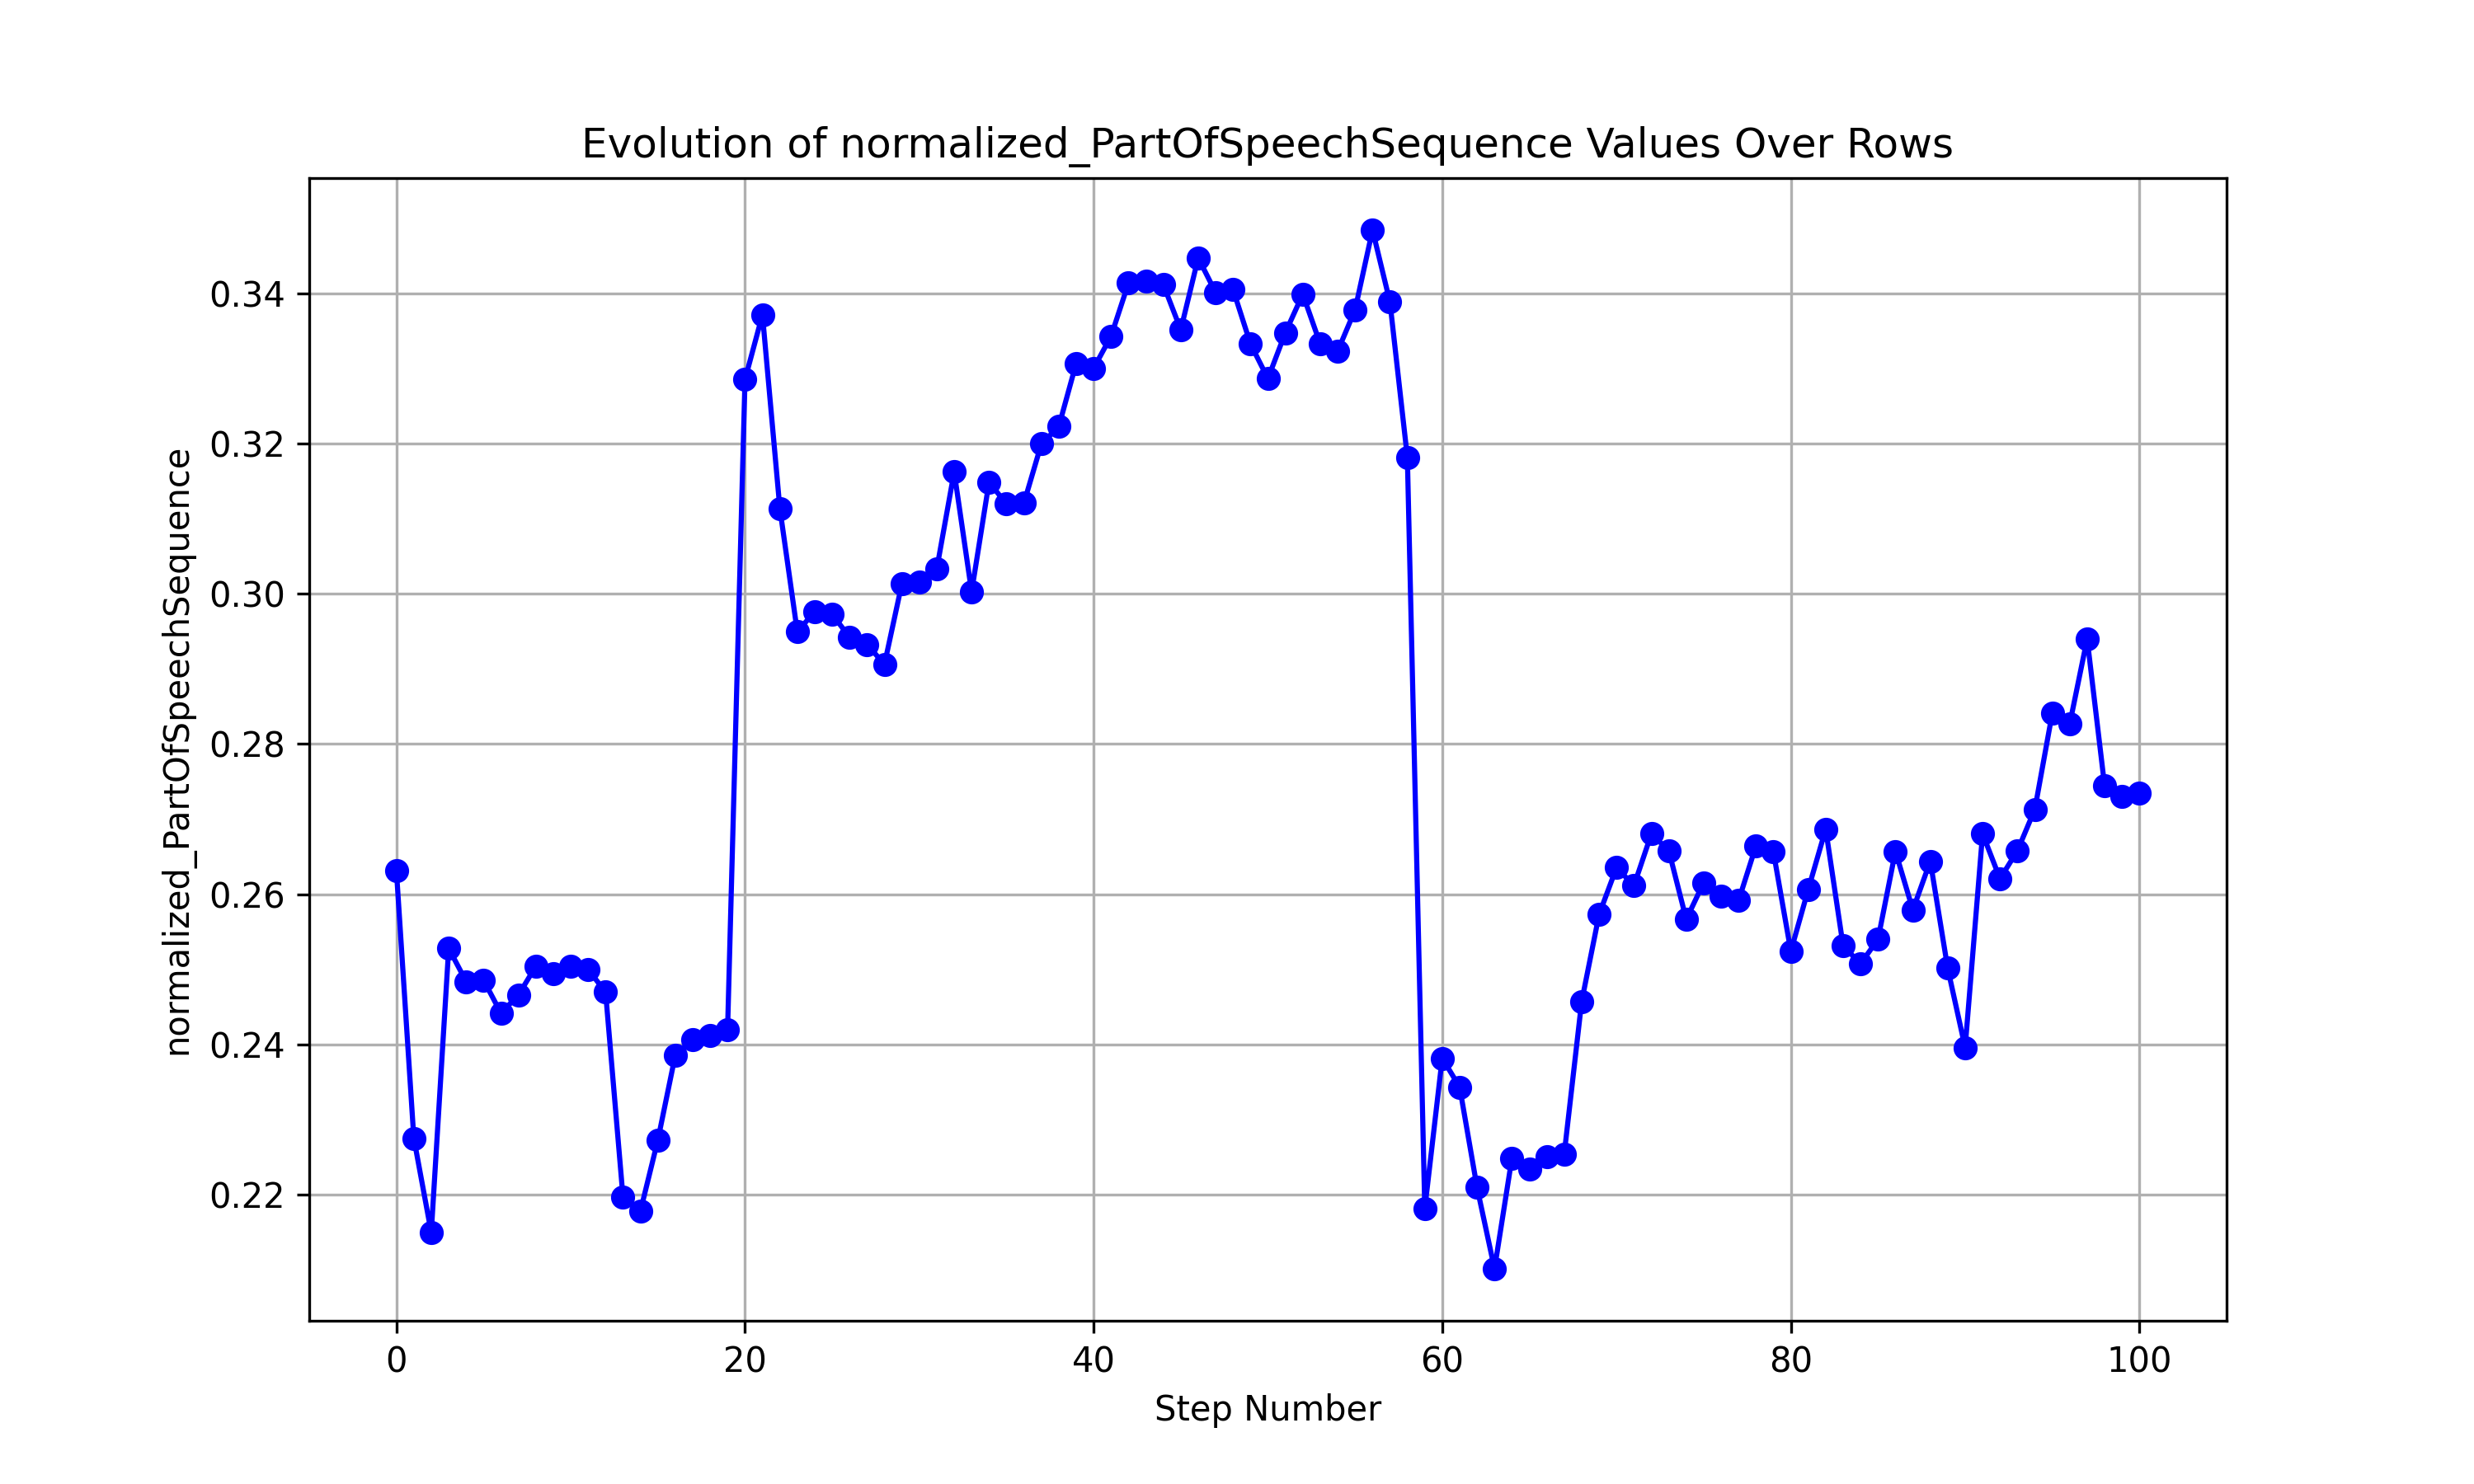 Evolution of normalized_PartOfSpeechSequence Values Over Rows
normalized_PartOfSpeechSequence
0.34
0.32
0.30
0.28
0.26
0.24
0.22
0 20 40 60 80 100
Step Number